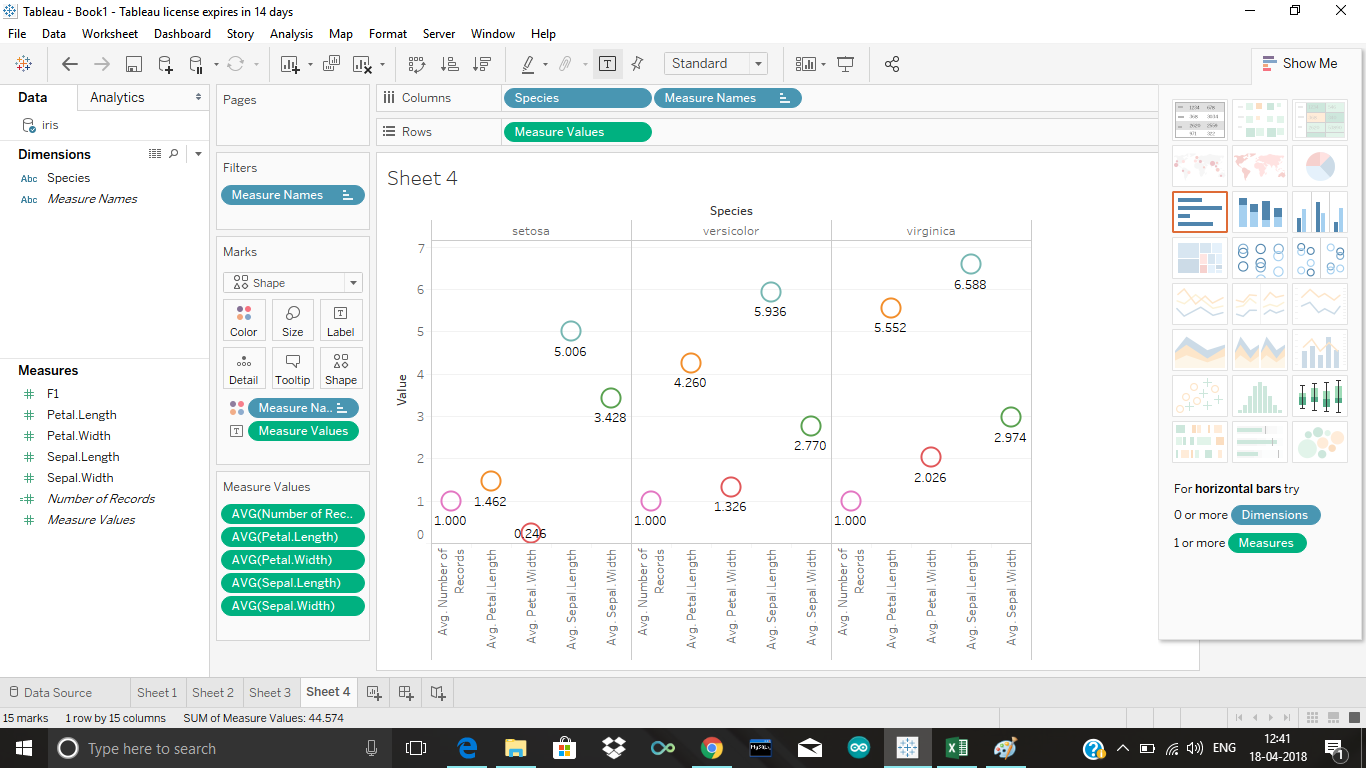 Tableau - Book1 - Tableau license expires in 14 days
File Data Worksheet Dashboard Story Analysis Map Format Server Window Help
Standard
Show Me
Data Analytics
iris
Dimensions
Abc Species
Abc Measure Names
Measures
F1
Petal.Length
Petal.Width
Sepal.Length
Sepal.Width
Number of Records
Measure Values
Pages
Filters
Measure Names
Marks
Shape
Color Size Label
Detail Tooltip Shape
Measure Na..
Measure Values
Measure Values
AVG(Number of Rec..
AVG(Petal.Length)
AVG(Petal.Width)
AVG(Sepal.Length)
AVG(Sepal.Width)
Columns Species Measure Names
Rows Measure Values
Sheet 4
Species
setosa versicolor virginica
Value
7
6
5
4
3
2
1
0
1.000 1.462 0.246 5.006 3.428
1.000 4.260 1.326 5.936 2.770
1.000 5.552 2.026 6.588 2.974
Avg. Number of Records Avg. Petal.Length Avg. Petal.Width Avg. Sepal.Length Avg. Sepal.Width
Avg. Number of Records Avg. Petal.Length Avg. Petal.Width Avg. Sepal.Length Avg. Sepal.Width
Avg. Number of Records Avg. Petal.Length Avg. Petal.Width Avg. Sepal.Length Avg. Sepal.Width
For horizontal bars try
0 or more Dimensions
1 or more Measures
Data Source Sheet 1 Sheet 2 Sheet 3 Sheet 4
15 marks 1 row by 15 columns SUM of Measure Values: 44.574
Type here to search
ENG
12:41
18-04-2018
1